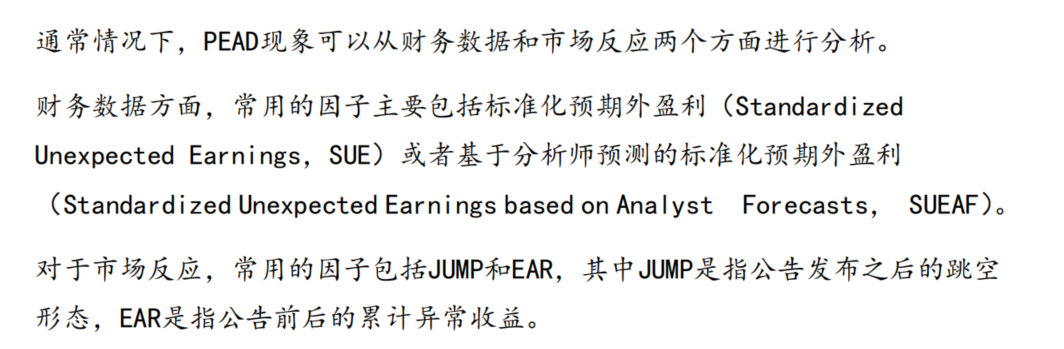 通常情况下，PEAD现象可以从财务数据和市场反应两个方面进行分析。
财务数据方面，常用的因子主要包括标准化预期外盈利（Standardized
Unexpected Earnings，SUE）或者基于分析师预测的标准化预期外盈利
（Standardized Unexpected Earnings based on Analyst Forecasts， SUEAF）。
对于市场反应，常用的因子包括JUMP和EAR，其中JUMP是指公告发布之后的跳空
形态，EAR是指公告前后的累计异常收益。